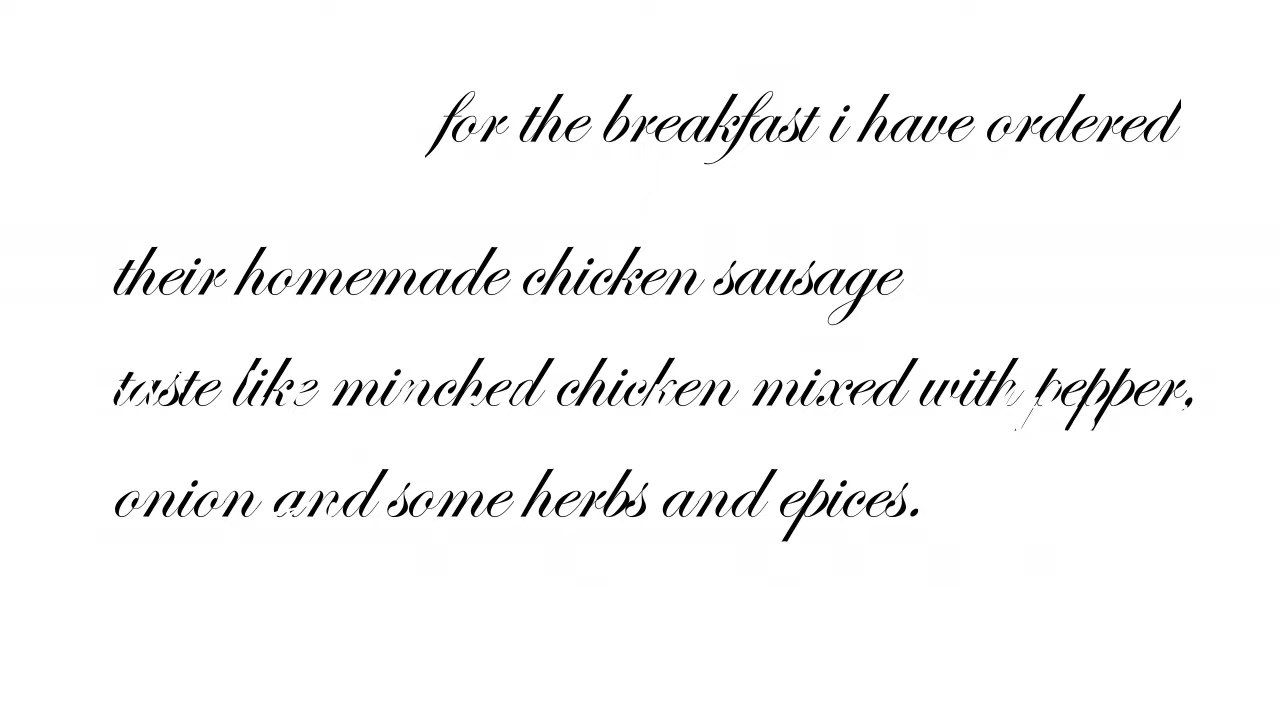 for the breakfast i have ordered
their homemade chicken sausage
taste like minched chicken mixed with pepper,
onion and some herbs and epices.